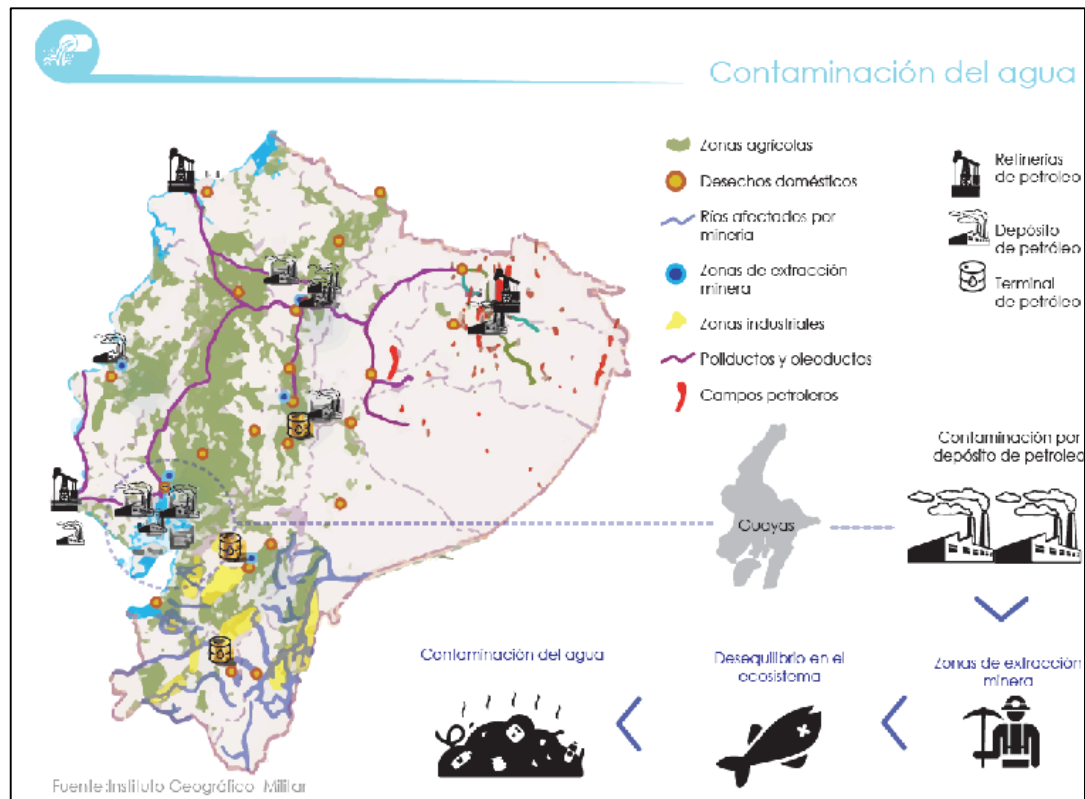 Contaminación del agua
Zonas agrícolas
Desechos domésticos
Ríos afectados por
minería
Zonas de extracción
minera
Zonas industriales
Poliductos y oleoductos
Campos petroleros
Refinerías
de petroleo
Depósito
de petróleo
Terminal
de petróleo
Guayas
Contaminación por
depósito de petroleo
Zonas de extracción
minera
Desequilibrio en el
ecosistema
Contaminación del agua
Fuente:Instituto Geográfico Militar